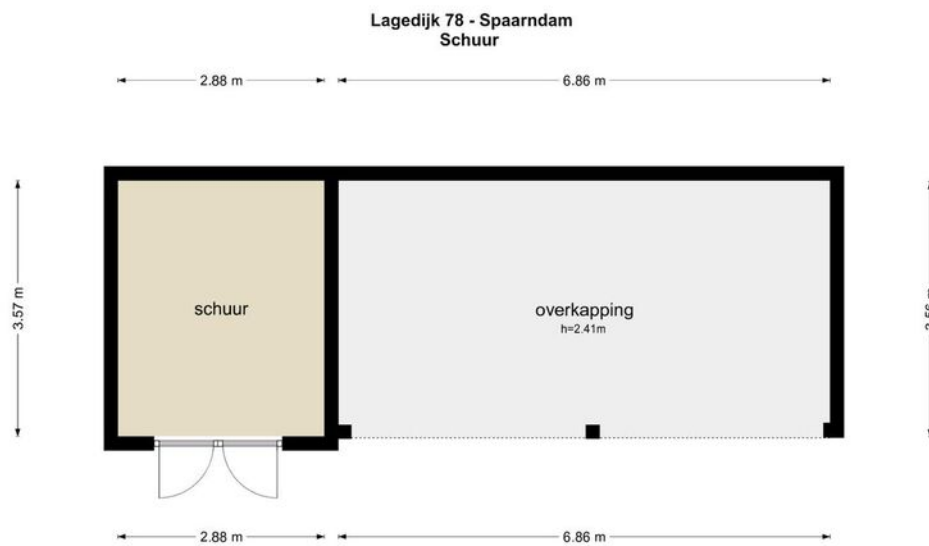 Lagedijk 78 - Spaarndam
Schuur
2.88 m
6.86 m
3.57 m
schuur
overkapping
h=2.41m
2.88 m
6.86 m